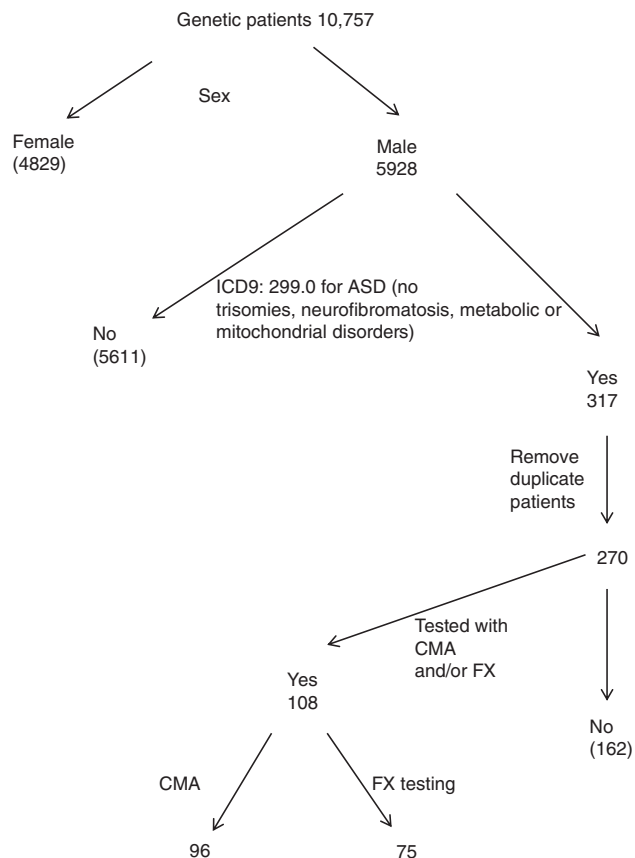 Genetic patients 10,757
Sex
Female
(4829)
Male
5928
ICD9: 299.0 for ASD (no
trisomies, neurofibromatosis, metabolic or
mitochondrial disorders)
No
(5611)
Yes
317
Remove
duplicate
patients
270
Tested with
CMA
and/or FX
Yes
108
No
(162)
CMA
FX testing
96
75